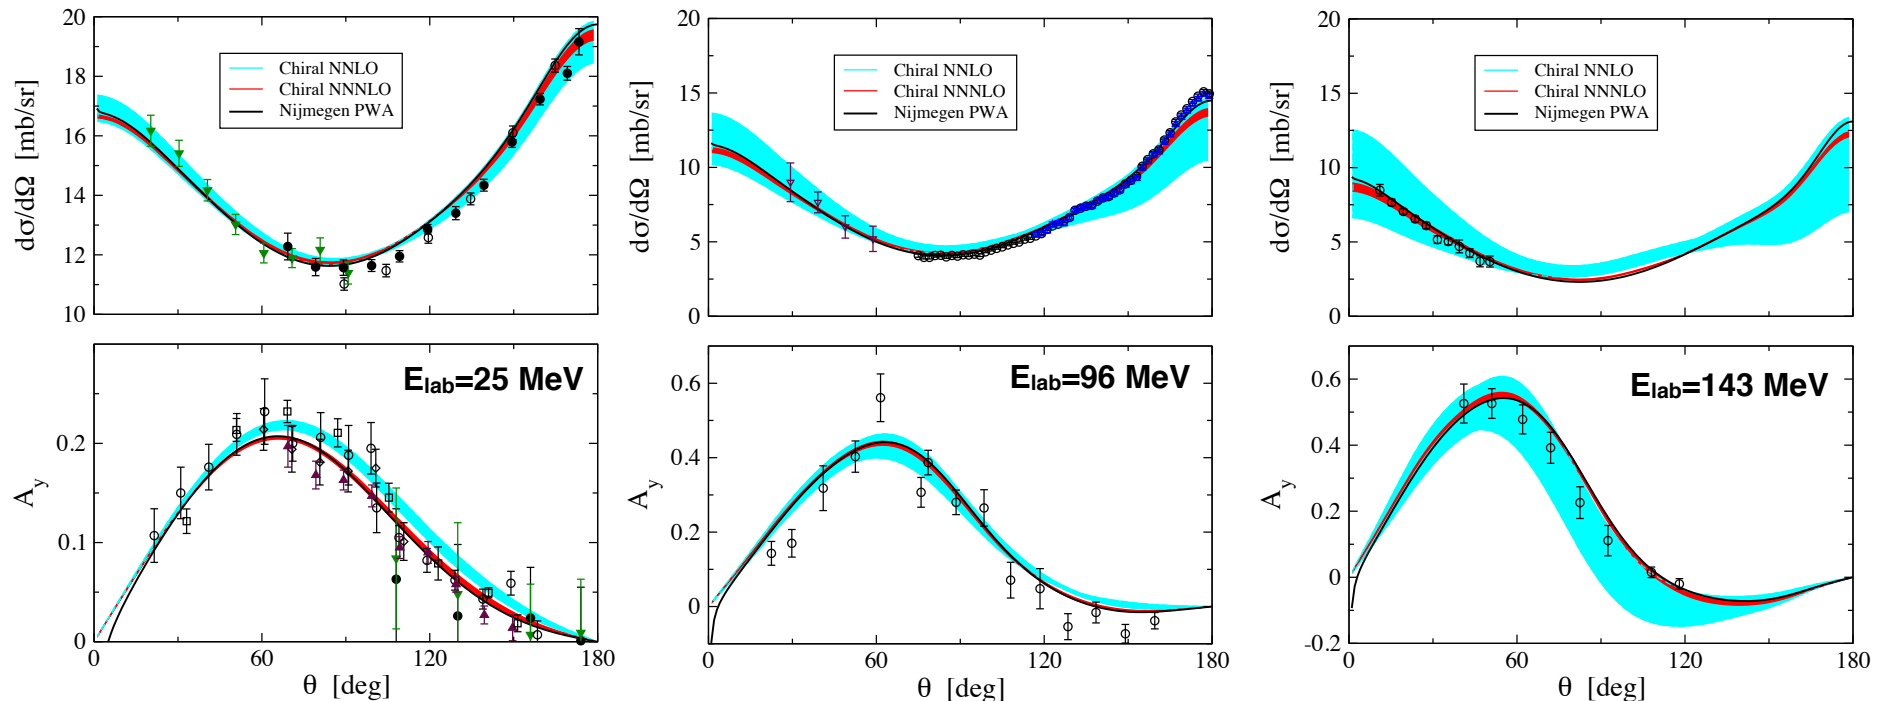 20
18
16
14
12
10
dσ/dΩ [mb/sr]
Chiral NNLO
Chiral NNNLO
Nijmegen PWA
20
15
10
5
0
dσ/dΩ [mb/sr]
Chiral NNLO
Chiral NNNLO
Nijmegen PWA
20
15
10
5
0
dσ/dΩ [mb/sr]
Chiral NNLO
Chiral NNNLO
Nijmegen PWA
Elab=25 MeV
0.2
0.1
0
Ay
0 60 120 180
θ [deg]
Elab=96 MeV
0.6
0.4
0.2
0
Ay
0 60 120 180
θ [deg]
Elab=143 MeV
0.6
0.4
0.2
0
-0.2
Ay
0 60 120 180
θ [deg]